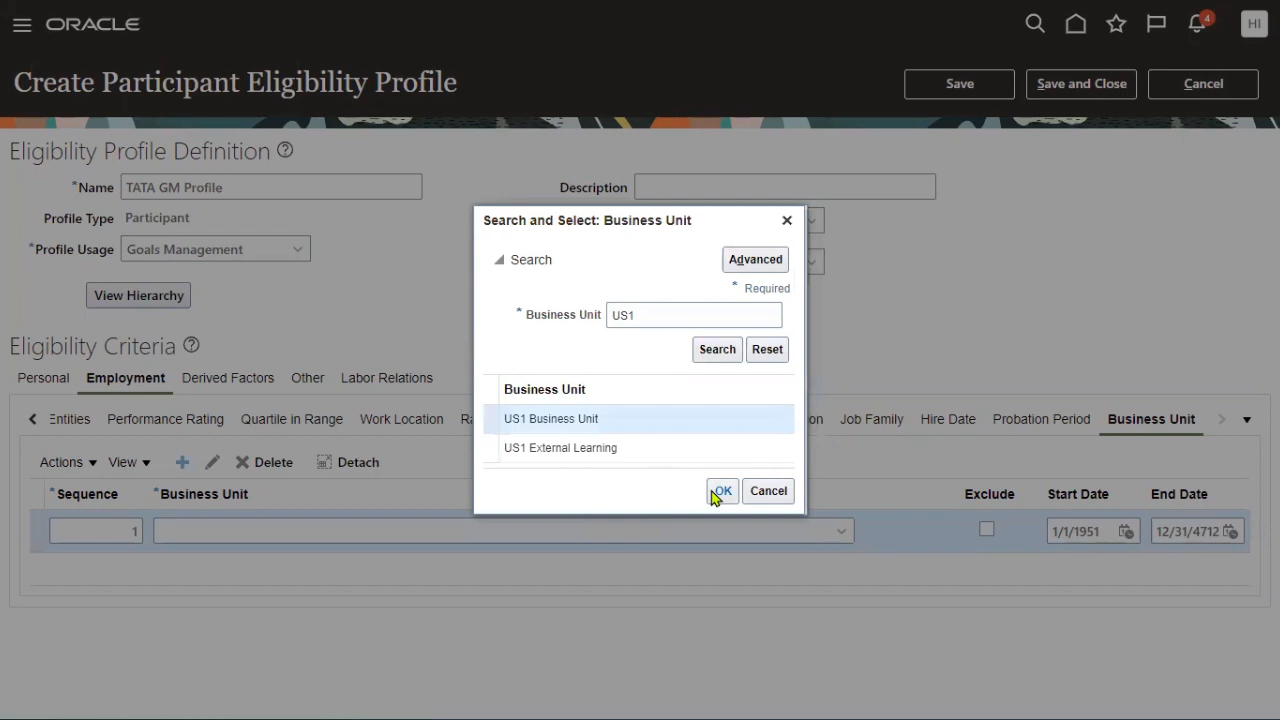 ORACLE
4
HI
Create Participant Eligibility Profile
Save
Save and Close
Cancel
Eligibility Profile Definition
*Name TATA GM Profile
Description
Profile Type Participant
*Profile Usage Goals Management
View Hierarchy
Search and Select: Business Unit
Search
Advanced
* Required
* Business Unit US1
Search Reset
Business Unit
US1 Business Unit
US1 External Learning
OK Cancel
Eligibility Criteria
Personal Employment Derived Factors Other Labor Relations
Entities Performance Rating Quartile in Range Work Location Job Family Hire Date Probation Period Business Unit
Actions View Delete Detach
*Sequence *Business Unit Exclude Start Date End Date
1 1/1/1951 12/31/4712